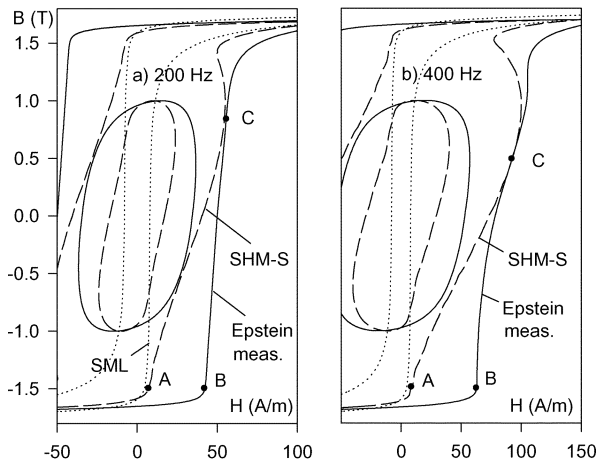 B (T)
1.5
1.0
0.5
0.0
-0.5
-1.0
-1.5
a) 200 Hz
C
SHM-S
Epstein
meas.
SML
A
B
H (A/m)
-50
0
50
100
b) 400 Hz
C
SHM-S
Epstein
meas.
A
B
H (A/m)
0
50
100
150